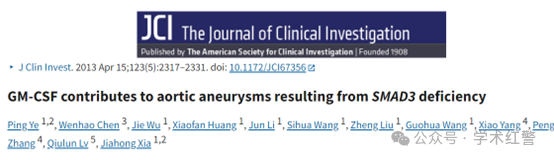 JCI The Journal of Clinical Investigation
Published by The American Society for Clinical Investigation | Founded 1908
▸ J Clin Invest. 2013 Apr 15;123(5):2317–2331. doi: 10.1172/JCI67356
GM-CSF contributes to aortic aneurysms resulting from SMAD3 deficiency
Ping Ye 1,2, Wenhao Chen 3, Jie Wu 1, Xiaofan Huang 1, Jun Li 1, Sihua Wang 1, Zheng Liu 1, Guohua Wang 1, Xiao Yang 4, Peng
Zhang 4, Qiulun Lv 5, Jiahong Xia 1,2
公众号 · 学术红警